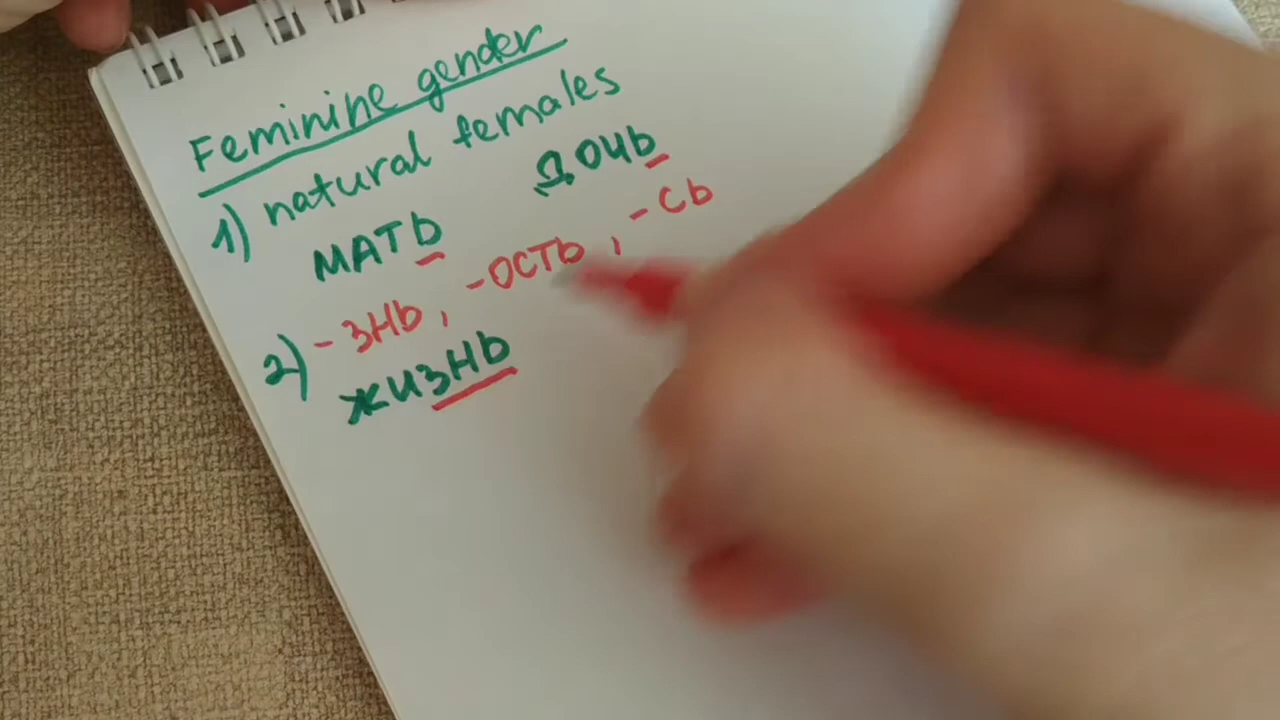 Feminine gender
1) natural females
МАТЬ ДОЧЬ
2) -ЗНЬ, -ОСТЬ, -СЬ
ЖИЗНЬ